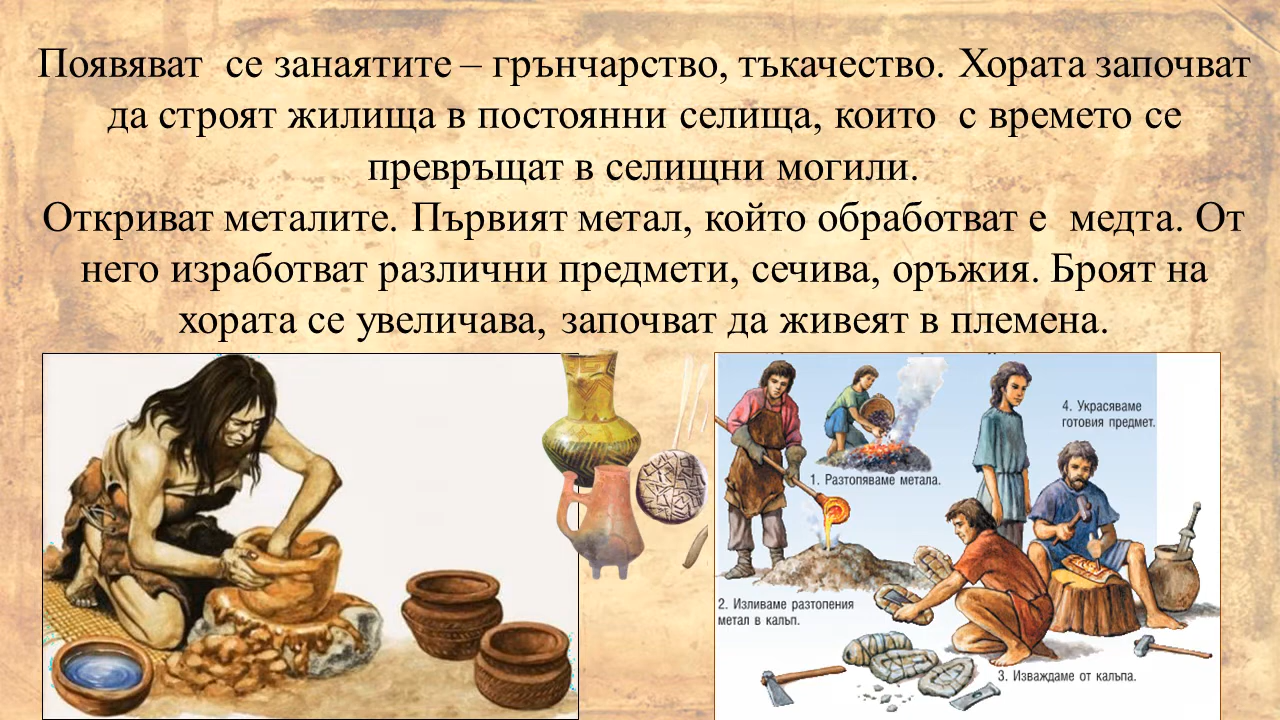 Появяват  се занаятите – грънчарство, тъкачество. Хората започват
да строят жилища в постоянни селища, които  с времето се
превръщат в селищни могили.
Откриват металите. Първият метал, който обработват е  медта. От
него изработват различни предмети, сечива, оръжия. Броят на
хората се увеличава, започват да живеят в племена.
1. Разтопяваме метала.
2. Изливаме разтопения
метал в калъп.
3. Изваждаме от калъпа.
4. Украсяваме
готовия предмет.